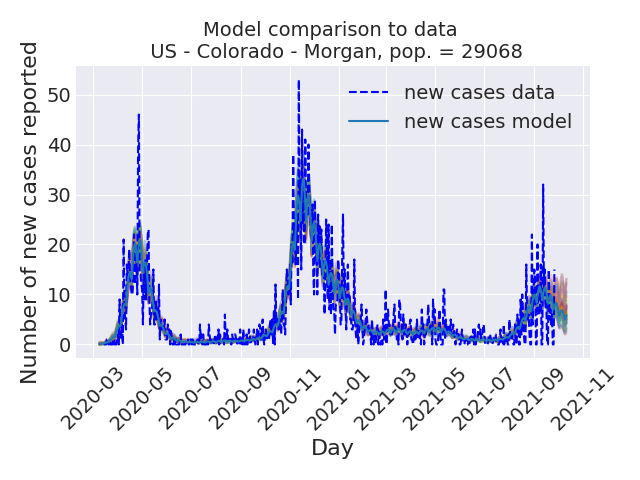 Model comparison to data
US - Colorado - Morgan, pop. = 29068
Number of new cases reported
50
40
30
20
10
0
new cases data
new cases model
2020-03
2020-05
2020-07
2020-09
2020-11
2021-01
2021-03
2021-05
2021-07
2021-09
2021-11
Day